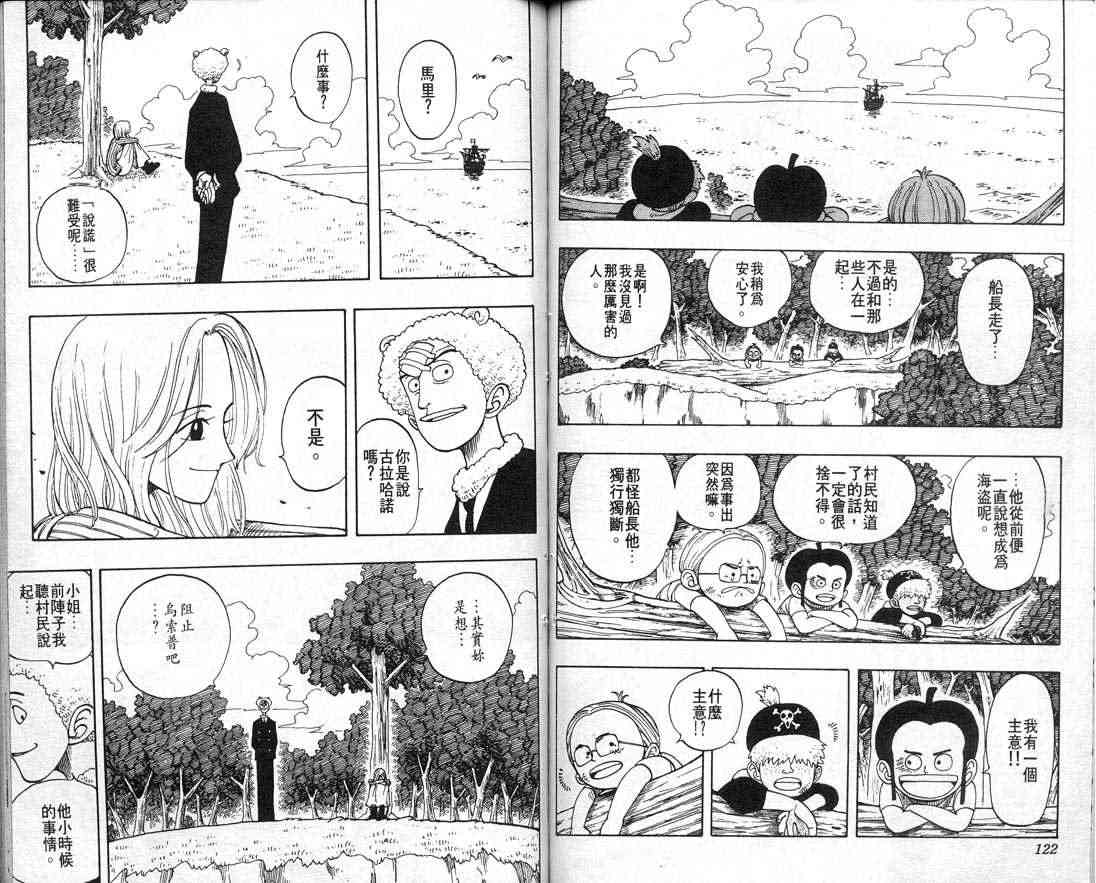 船長走了…
是的…
不過和那
些人在一
起…
我稍爲
安心了。
是啊！
我沒見過
那麼厲害的
人。
…他從前便
一直說想成爲
海盜呢。
村民知道
了的話，
一定會很
捨不得。
因爲事出
突然嘛。
都怪船長他…
獨行獨斷。
我有一個
主意!!
什麼
主意!?
122
馬里？
什麼事？
「說謊」很
難受呢……
你是說
古拉哈諾
嗎？
不是。
…其實妳
是想…
阻止
烏索普吧
…？
小姐…
前陣子我
聽村民說
起…
他小時候
的事情。